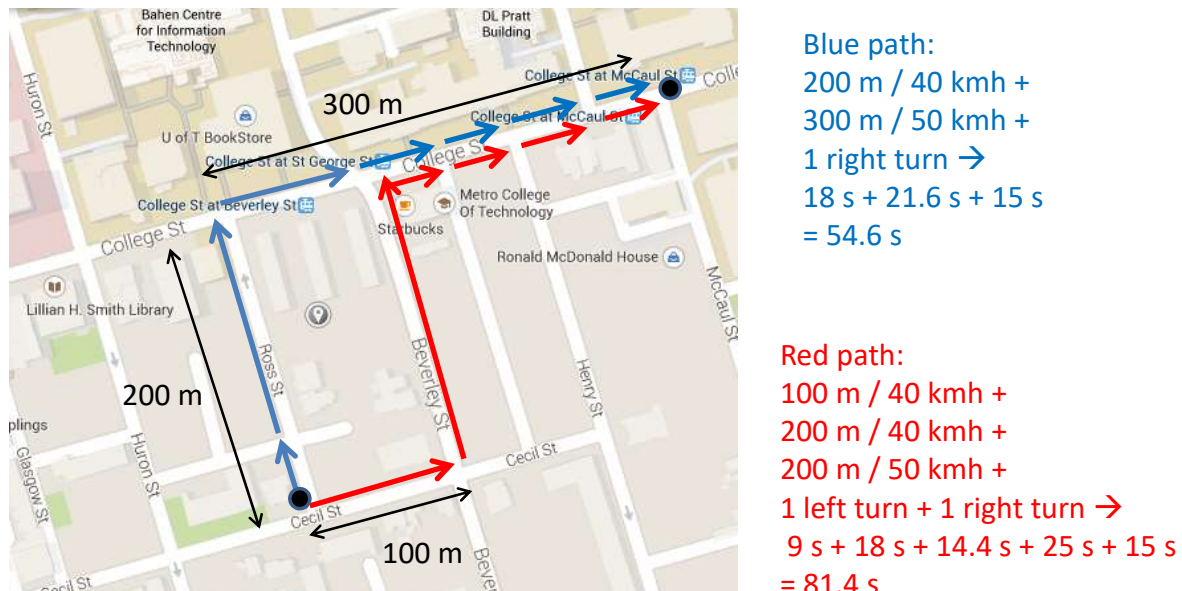 Bahen Centre
for Information
Technology
DL Pratt
Building
Huron St
College St at McCaul St
Colle
300 m
College St at McCaul St
U of T BookStore
College St at St George St
College S
College St at Beverley St
Metro College
Of Technology
Starbucks
College St
Ronald McDonald House
Lillian H. Smith Library
McCaul St
Ross St
Beverley St
Henry St
200 m
plings
Huron St
Glasgow St
Cecil St
Cecil St
100 m
Bever
cil St
Blue path:
200 m / 40 kmh +
300 m / 50 kmh +
1 right turn →
18 s + 21.6 s + 15 s
= 54.6 s
Red path:
100 m / 40 kmh +
200 m / 40 kmh +
200 m / 50 kmh +
1 left turn + 1 right turn →
9 s + 18 s + 14.4 s + 25 s + 15 s
= 81.4 s